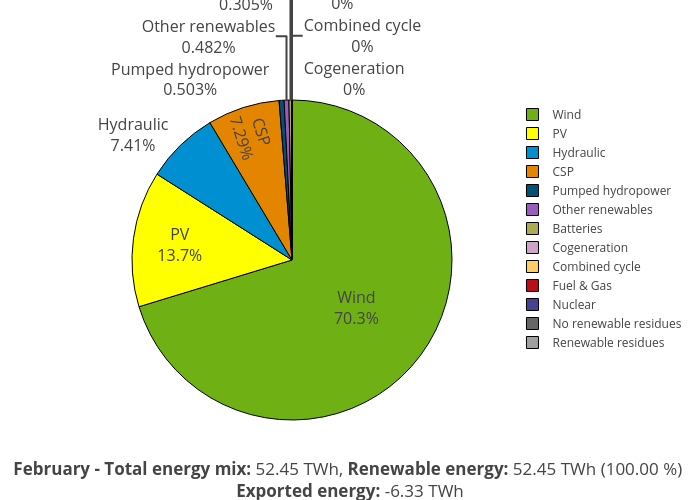 0.305%
0%
Other renewables
0.482%
Combined cycle
0%
Pumped hydropower
0.503%
Cogeneration
0%
Hydraulic
7.41%
CSP
7.29%
PV
13.7%
Wind
70.3%
Wind
PV
Hydraulic
CSP
Pumped hydropower
Other renewables
Batteries
Cogeneration
Combined cycle
Fuel & Gas
Nuclear
No renewable residues
Renewable residues
February - Total energy mix: 52.45 TWh, Renewable energy: 52.45 TWh (100.00 %)
Exported energy: -6.33 TWh